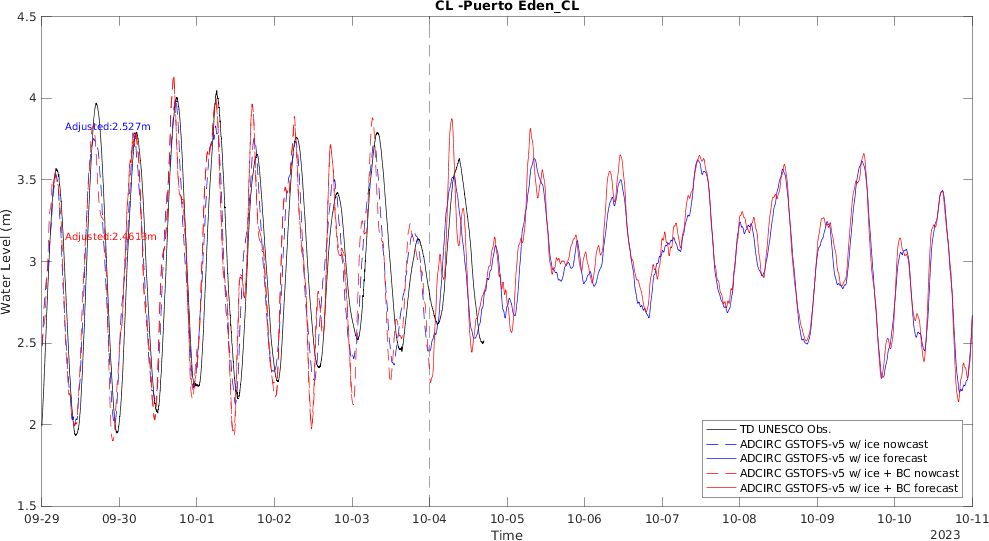 CL -Puerto Eden_CL
4.5
4
3.5
3
2.5
2
1.5
Water Level (m)
Adjusted:2.527m
Adjusted:2.4613m
TD UNESCO Obs.
ADCIRC GSTOFS-v5 w/ ice nowcast
ADCIRC GSTOFS-v5 w/ ice forecast
ADCIRC GSTOFS-v5 w/ ice + BC nowcast
ADCIRC GSTOFS-v5 w/ ice + BC forecast
09-29 09-30 10-01 10-02 10-03 10-04 10-05 10-06 10-07 10-08 10-09 10-10 10-11
Time
2023